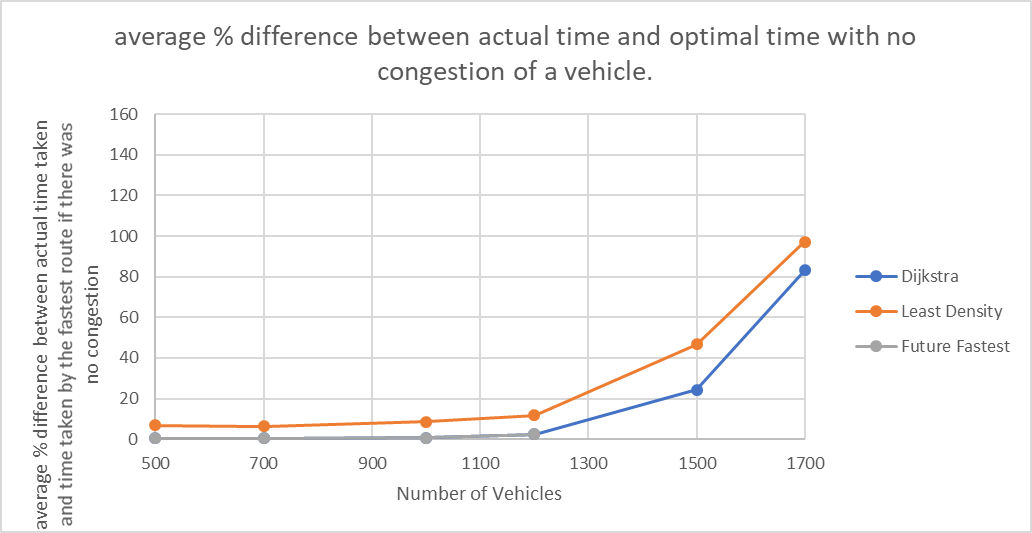 average % difference between actual time and optimal time with no
congestion of a vehicle.
average % difference between actual time taken
and time taken by the fastest route if there was
no congestion
160
140
120
100
80
60
40
20
0
500 700 900 1100 1300 1500 1700
Number of Vehicles
Dijkstra
Least Density
Future Fastest